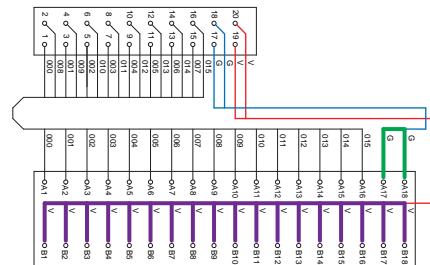 2 4 6 8 10 12 14 16 18 20
1 3 5 7 9 11 13 15 17 19
000 008 001 009 002 010 003 011 004 012 005 013 006 014 007 015 G G V V
000 001 002 003 004 005 006 007 008 009 010 011 012 013 014 015 G G
A1 A2 A3 A4 A5 A6 A7 A8 A9 A10 A11 A12 A13 A14 A15 A16 A17 A18
V V V V V V V V V V V V V V V V V V
B1 B2 B3 B4 B5 B6 B7 B8 B9 B10 B11 B12 B13 B14 B15 B16 B17 B18